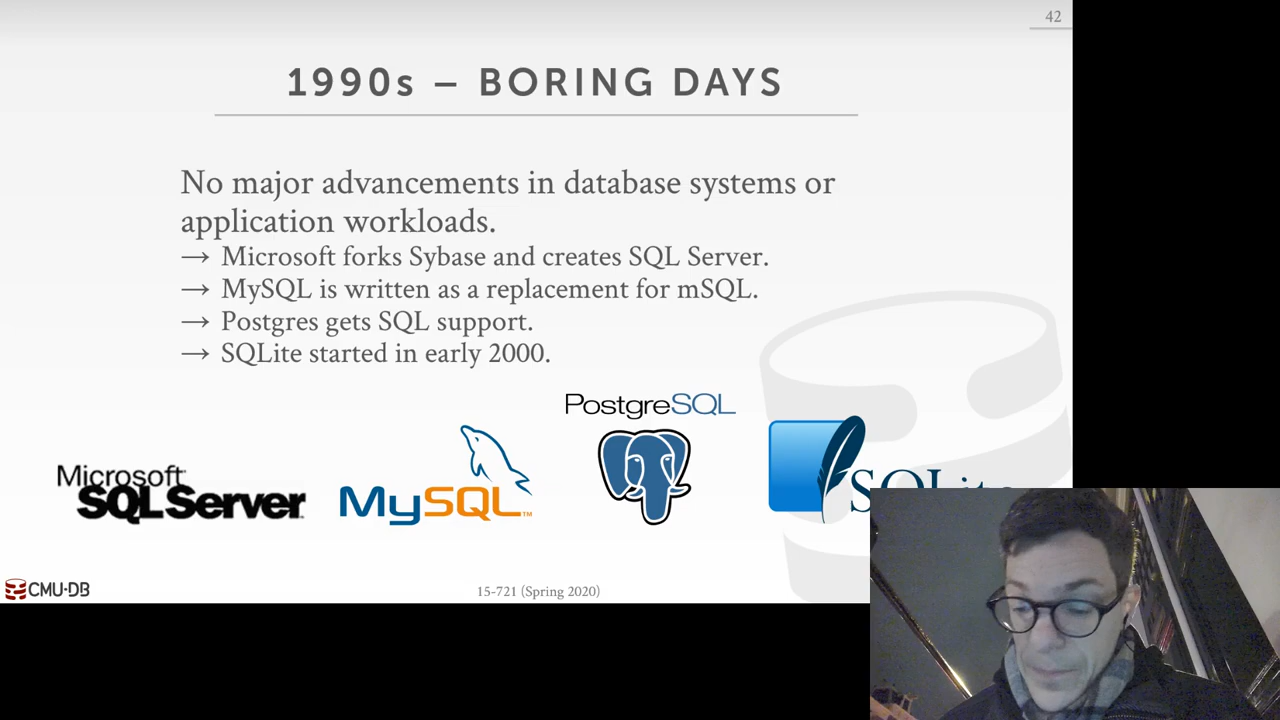 42
1990s – BORING DAYS
No major advancements in database systems or
application workloads.
→ Microsoft forks Sybase and creates SQL Server.
→ MySQL is written as a replacement for mSQL.
→ Postgres gets SQL support.
→ SQLite started in early 2000.
PostgreSQL
Microsoft
SQL Server
MySQL™
SQLite
CMU·DB
15-721 (Spring 2020)